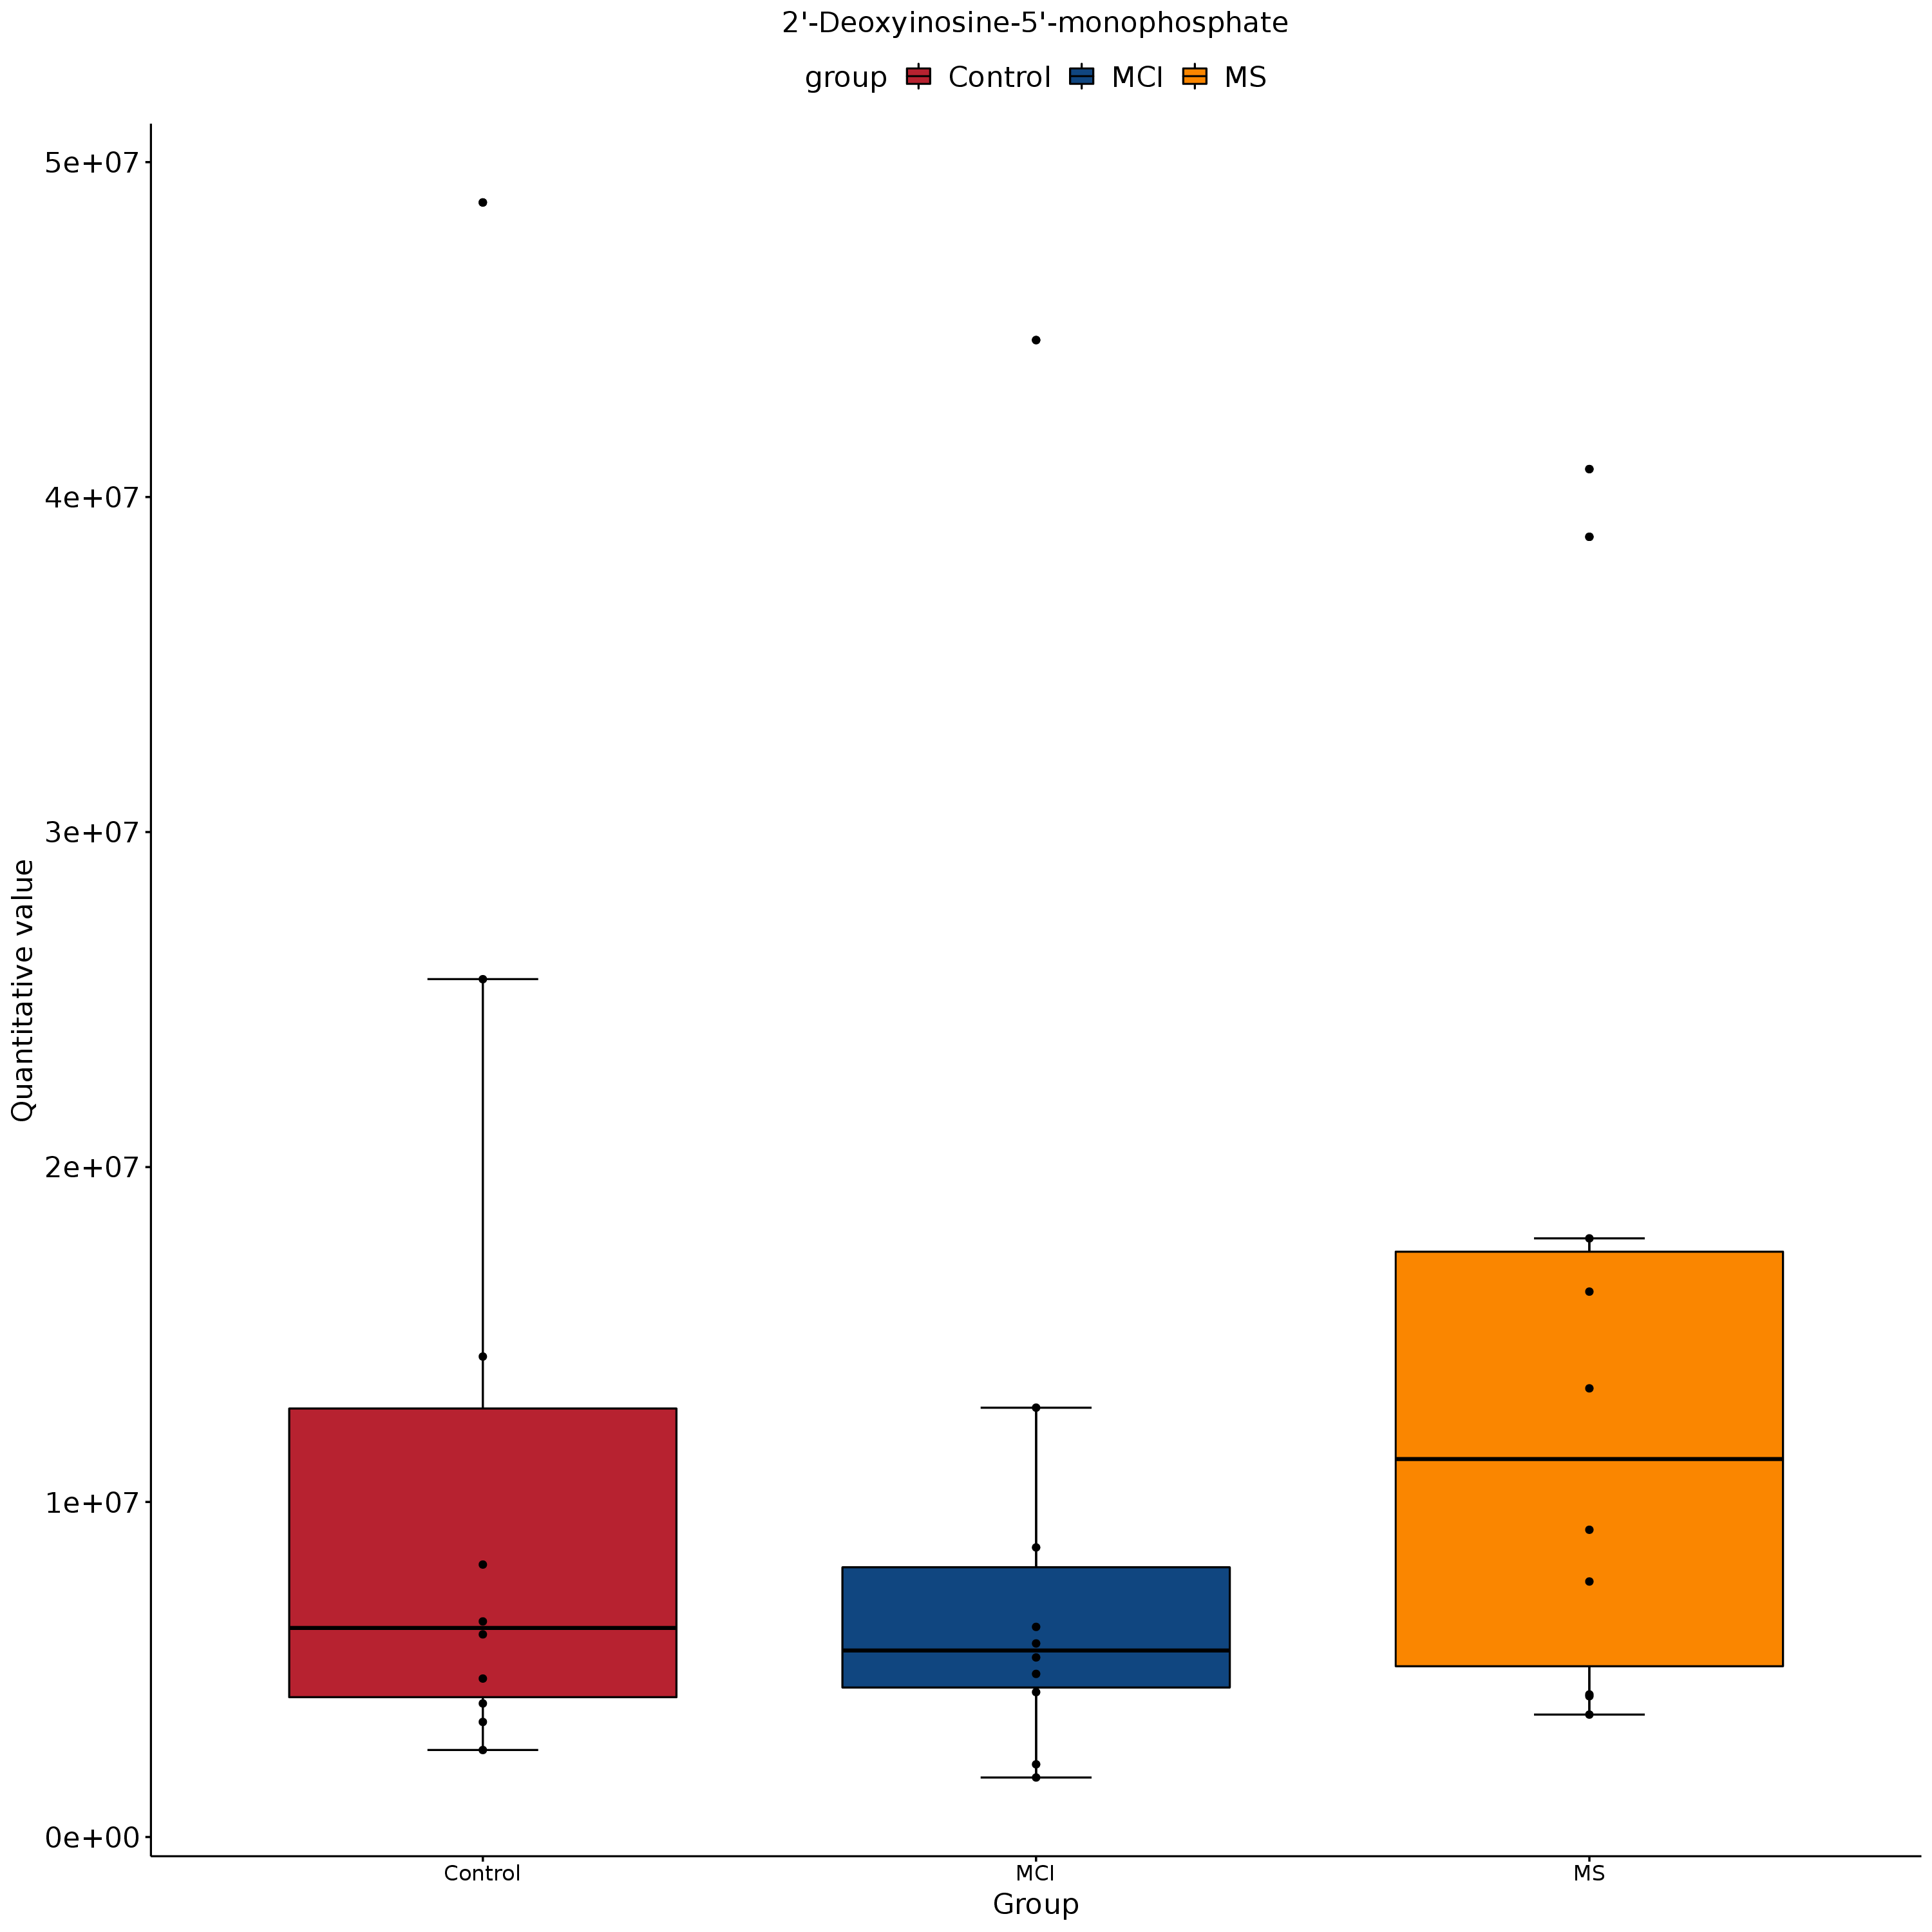 2'-Deoxyinosine-5'-monophosphate
group Control MCI MS
Quantitative value
5e+07
4e+07
3e+07
2e+07
1e+07
0e+00
Control MCI MS
Group